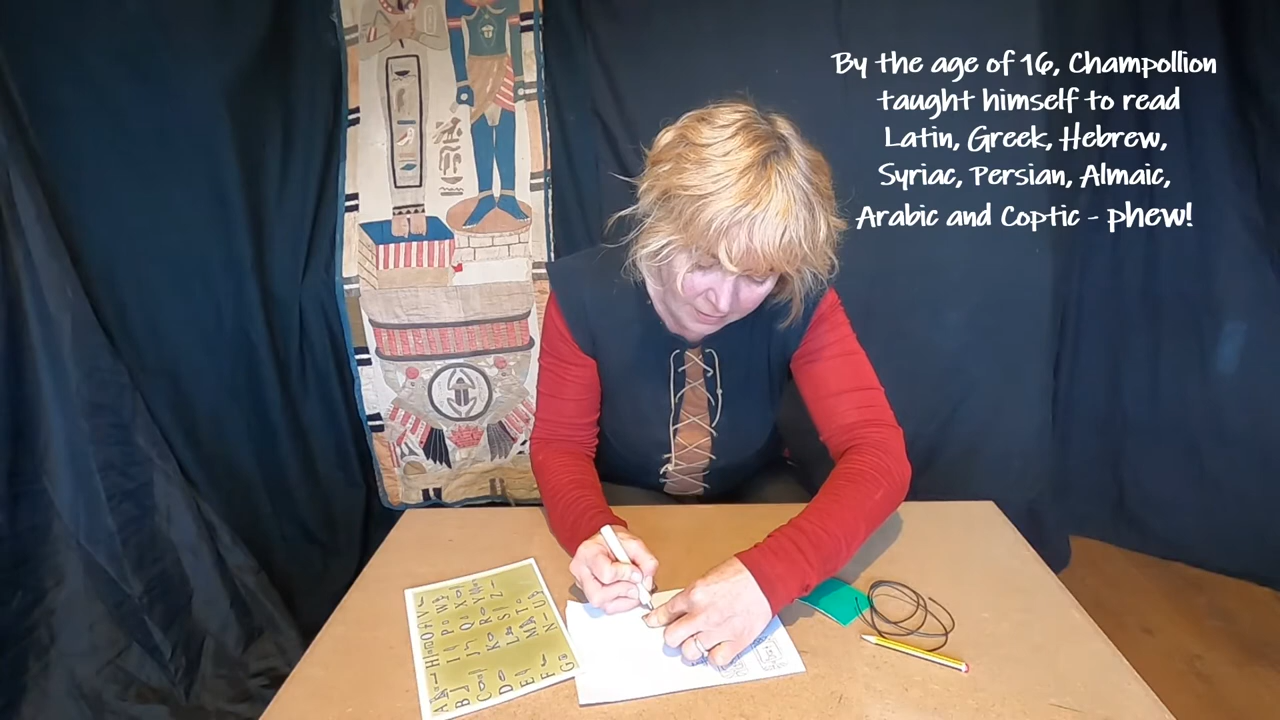 By the age of 16, Champollion
taught himself to read
Latin, Greek, Hebrew,
Syriac, Persian, Almaic,
Arabic and Coptic - phew!
A H O
B I P W
C J Q X
D K R Y
E L S Z
F M T
G N U